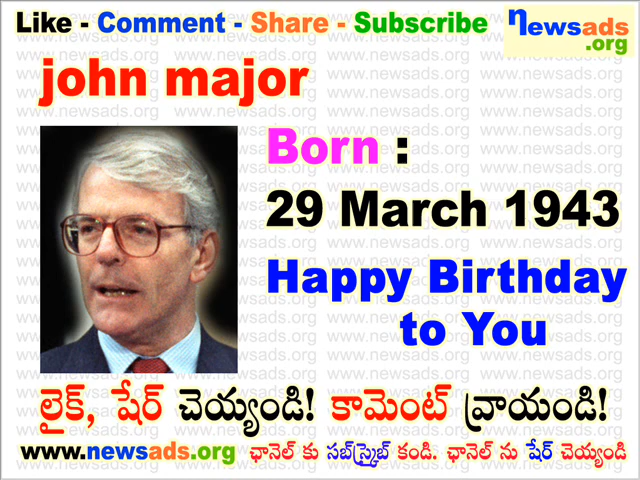 Like - Comment - Share - Subscribe
newsads.org
john major
Born :
29 March 1943
Happy Birthday
to You
లైక్, షేర్ చెయ్యండి! కామెంట్ వ్రాయండి!
www.newsads.org ఛానెల్ కు సబ్‌స్క్రైబ్ కండి. ఛానెల్ ను షేర్ చెయ్యండి